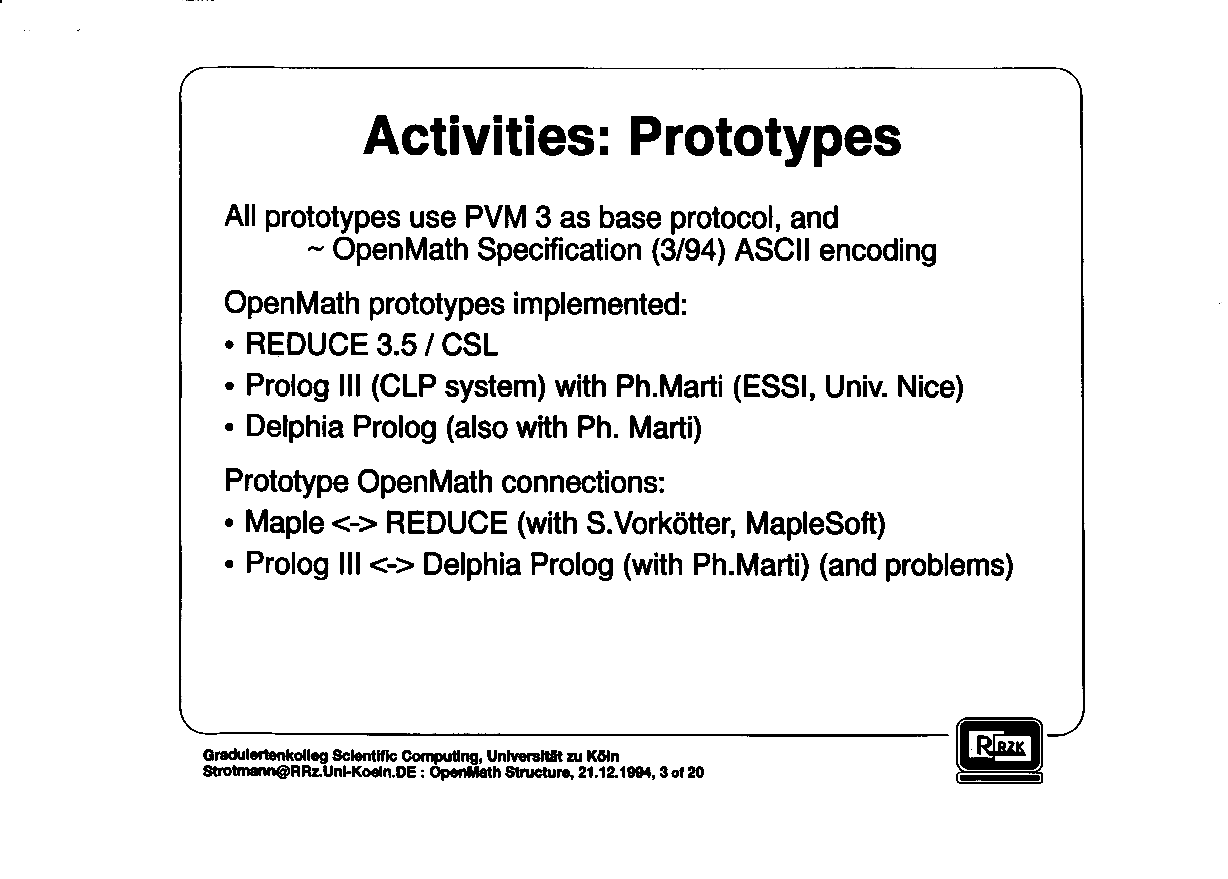 Activities: Prototypes
All prototypes use PVM 3 as base protocol, and
~ OpenMath Specification (3/94) ASCII encoding
OpenMath prototypes implemented:
• REDUCE 3.5 / CSL
• Prolog III (CLP system) with Ph.Marti (ESSI, Univ. Nice)
• Delphia Prolog (also with Ph. Marti)
Prototype OpenMath connections:
• Maple <-> REDUCE (with S.Vorkötter, MapleSoft)
• Prolog III <-> Delphia Prolog (with Ph.Marti) (and problems)
Graduiertenkolleg Scientific Computing, Universität zu Köln
Strotmann@RRz.Uni-Koeln.DE : OpenMath Structure, 21.12.1994, 3 of 20
RRZK